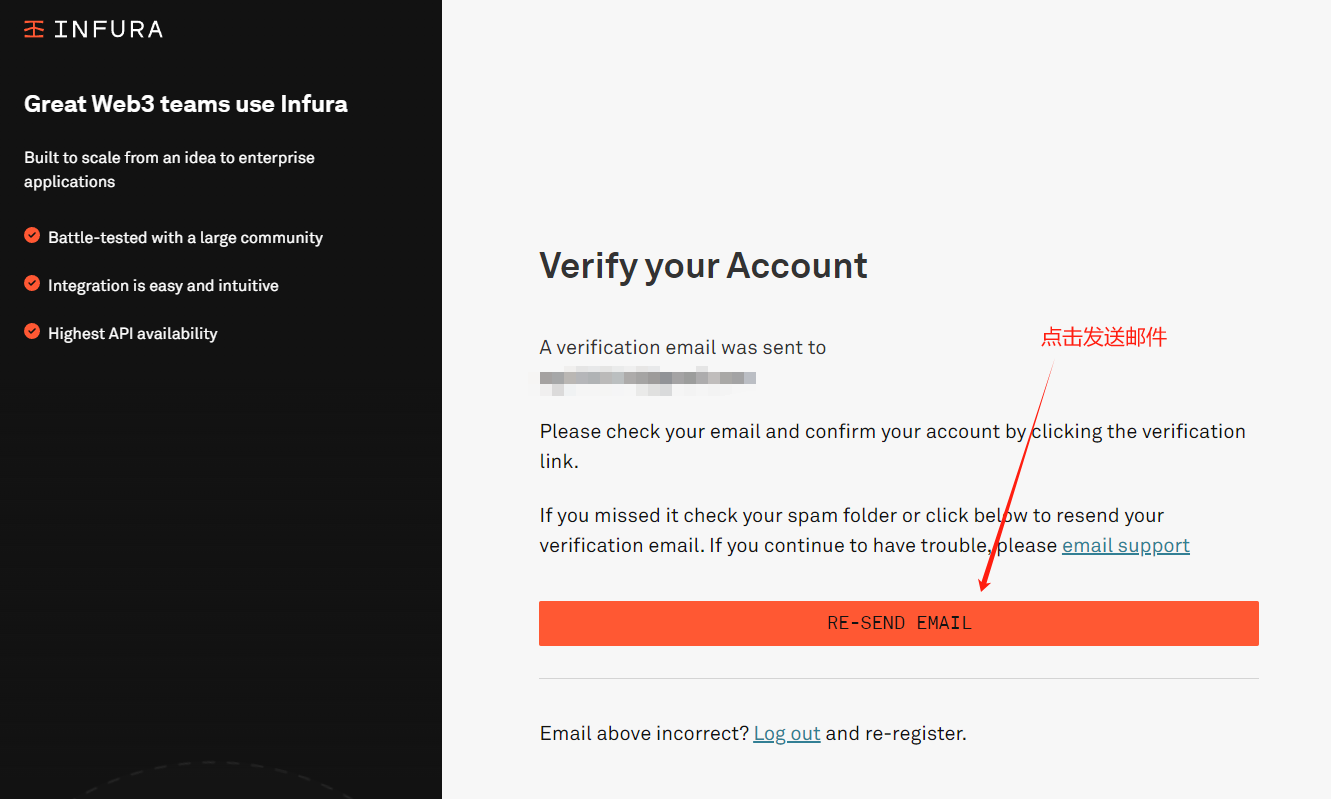 INFURA
Great Web3 teams use Infura
Built to scale from an idea to enterprise
applications
Battle-tested with a large community
Integration is easy and intuitive
Highest API availability
Verify your Account
点击发送邮件
A verification email was sent to
Please check your email and confirm your account by clicking the verification
link.
If you missed it check your spam folder or click below to resend your
verification email. If you continue to have trouble, please email support
RE-SEND EMAIL
Email above incorrect? Log out and re-register.